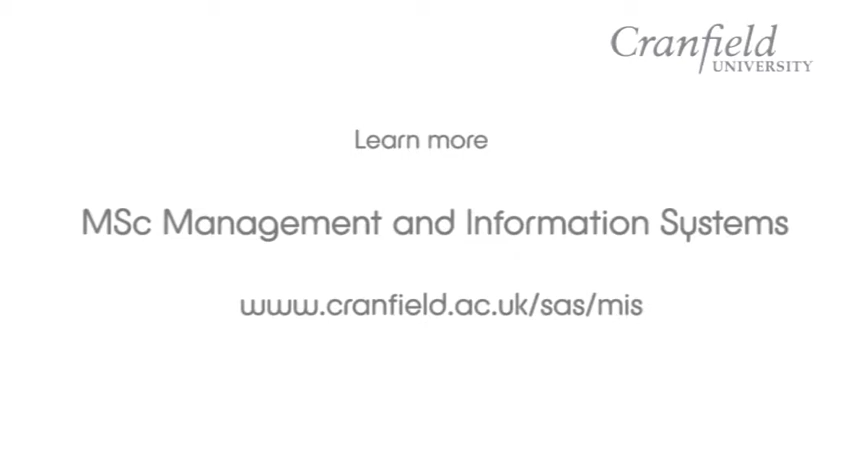 Cranfield
UNIVERSITY
Learn more
MSc Management and Information Systems
www.cranfield.ac.uk/sas/mis